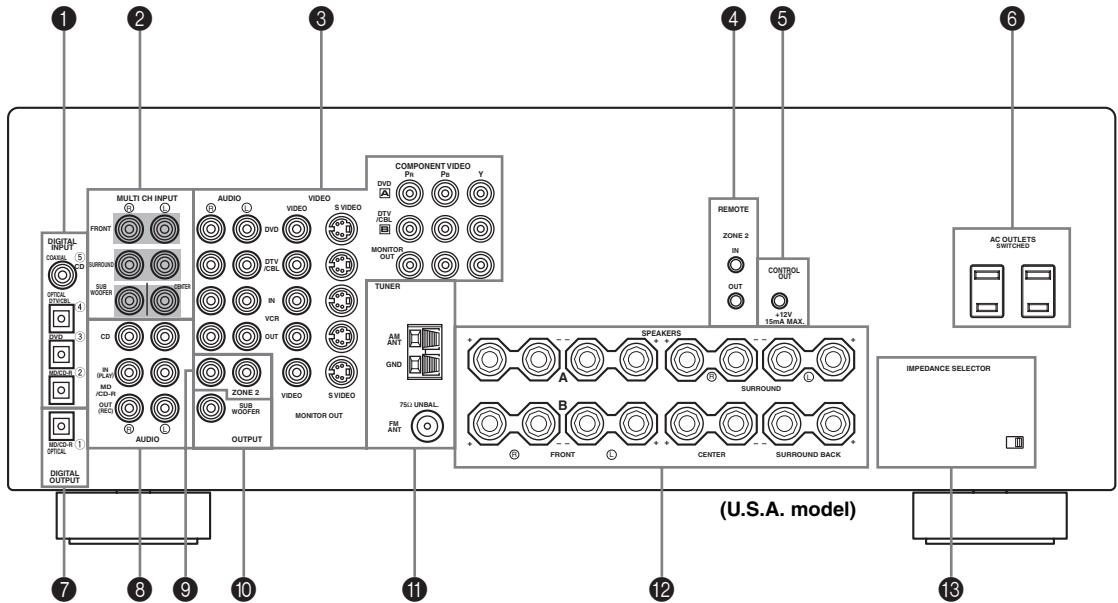 1 2 3 4 5 6
COMPONENT VIDEO
PR PB Y
DVD
A
DTV
/CBL
B
MONITOR
OUT
MULTI CH INPUT
R L
FRONT
SURROUND
SUB
WOOFER
CENTER
AUDIO VIDEO
R L VIDEO S VIDEO
DVD
DTV
/CBL
IN
VCR
OUT
ZONE 2 VIDEO S VIDEO
SUB
WOOFER
MONITOR OUT
OUTPUT
DIGITAL
INPUT
COAXIAL 5
CD
OPTICAL
DTV/CBL 4
DVD 3
MD/CD-R 2
MD/CD-R 1
OPTICAL
DIGITAL
OUTPUT
CD
IN
(PLAY)
MD
/CD-R
OUT
(REC)
R L
AUDIO
TUNER
AM
ANT
GND
75Ω UNBAL.
FM
ANT
REMOTE
ZONE 2
IN
OUT
CONTROL
OUT
+12V
15mA MAX.
AC OUTLETS
SWITCHED
SPEAKERS
+ - - + + - - +
A
R L
SURROUND
B
+ - - + + - - +
R FRONT L CENTER SURROUND BACK
IMPEDANCE SELECTOR
(U.S.A. model)
7 8 9 10 11 12 13